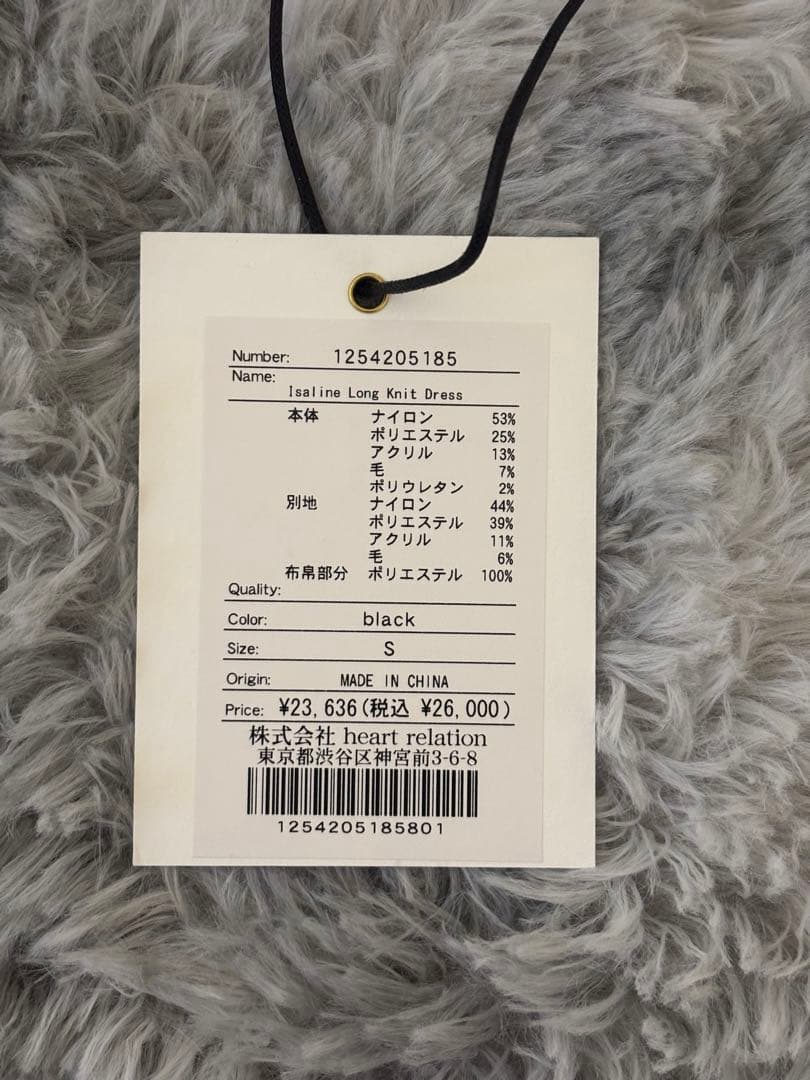 Number: 1254205185
Name:
Isaline Long Knit Dress
本体 ナイロン 53%
ポリエステル 25%
アクリル 13%
毛 7%
ポリウレタン 2%
別地 ナイロン 44%
ポリエステル 39%
アクリル 11%
毛 6%
布帛部分 ポリエステル 100%
Quality:
Color: black
Size: S
Origin: MADE IN CHINA
Price: ¥23,636(税込 ¥26,000)
株式会社 heart relation
東京都渋谷区神宮前3-6-8
1254205185801